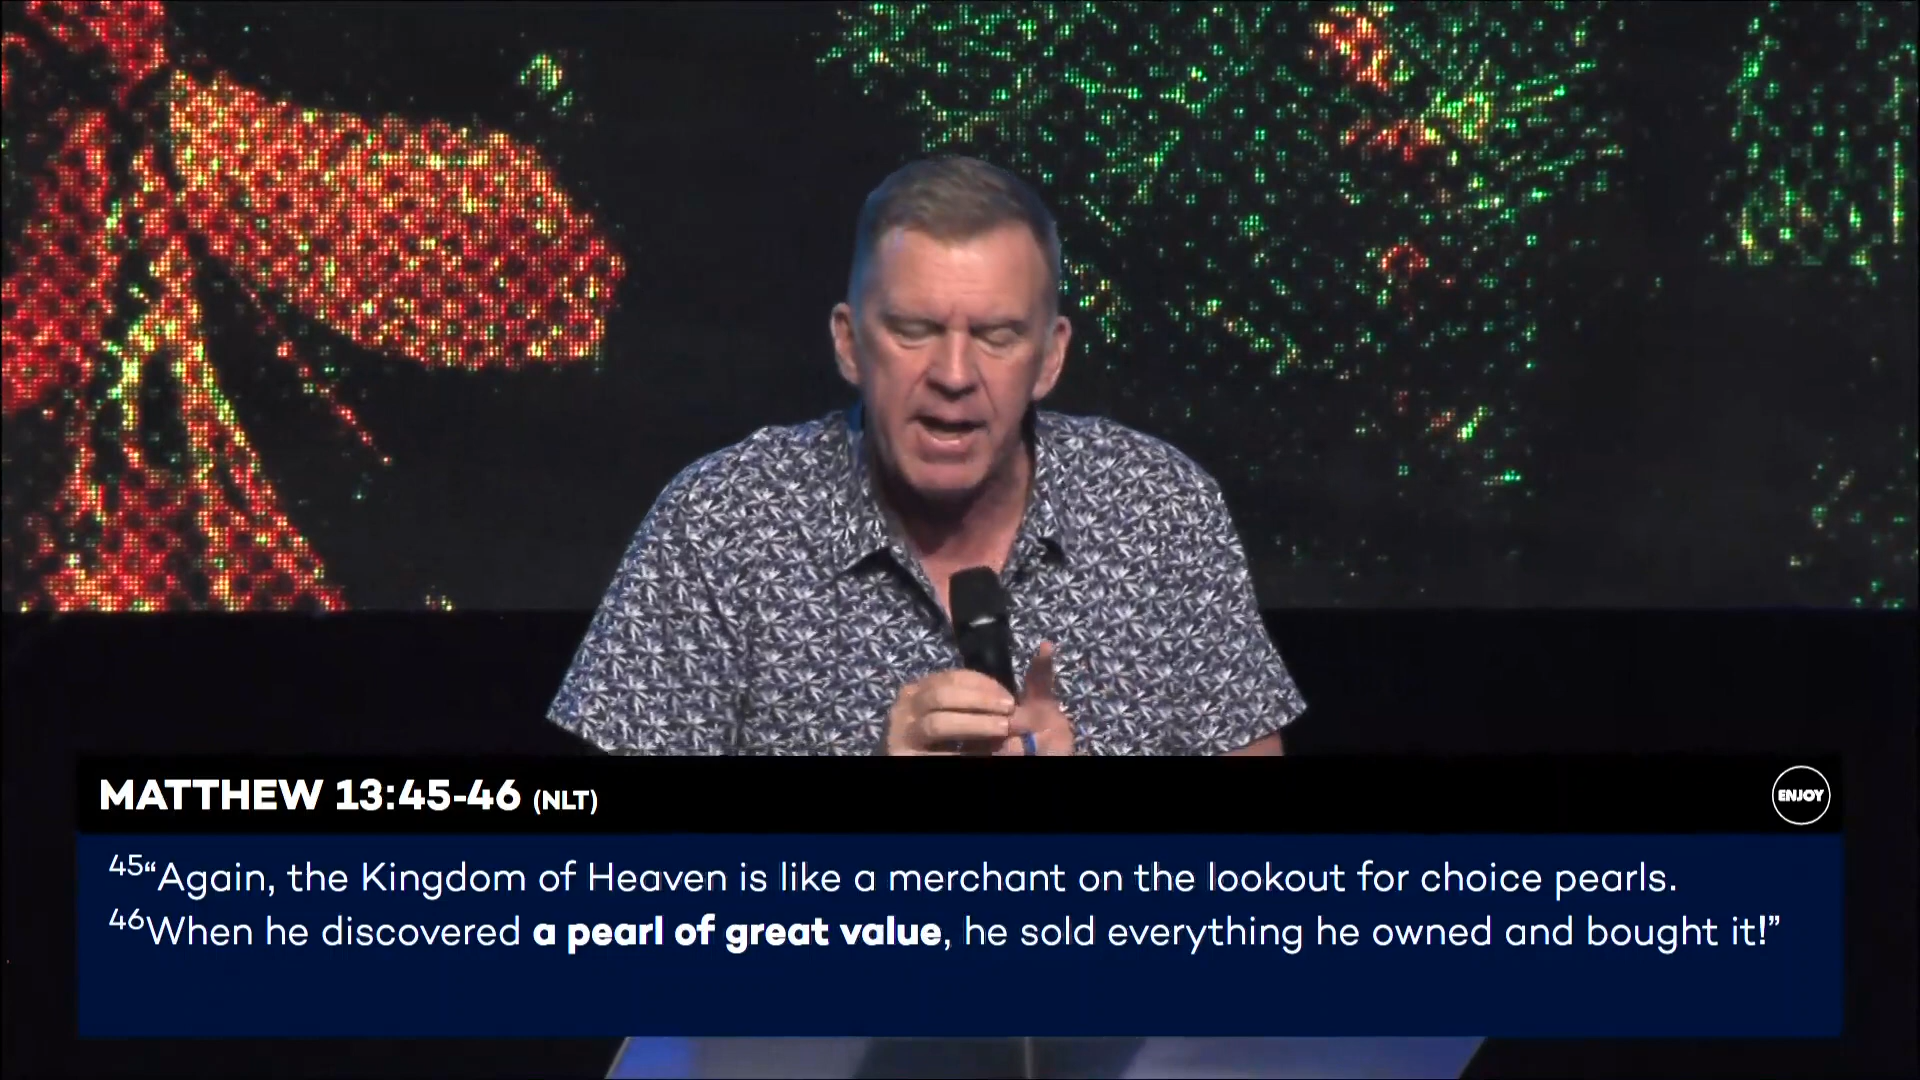 MATTHEW 13:45-46 (NLT)
ENJOY
45“Again, the Kingdom of Heaven is like a merchant on the lookout for choice pearls.
46When he discovered a pearl of great value, he sold everything he owned and bought it!”